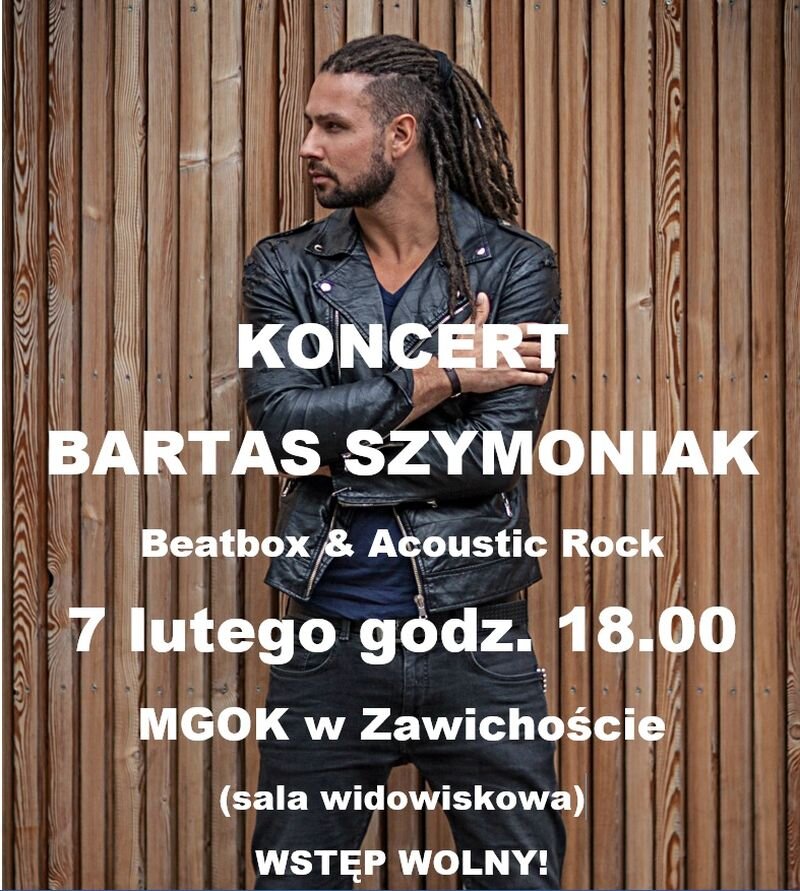 KONCERT
BARTAS SZYMONIAK
Beatbox & Acoustic Rock
7 lutego godz. 18.00
MGOK w Zawichoście
(sala widowiskowa)
WSTĘP WOLNY!